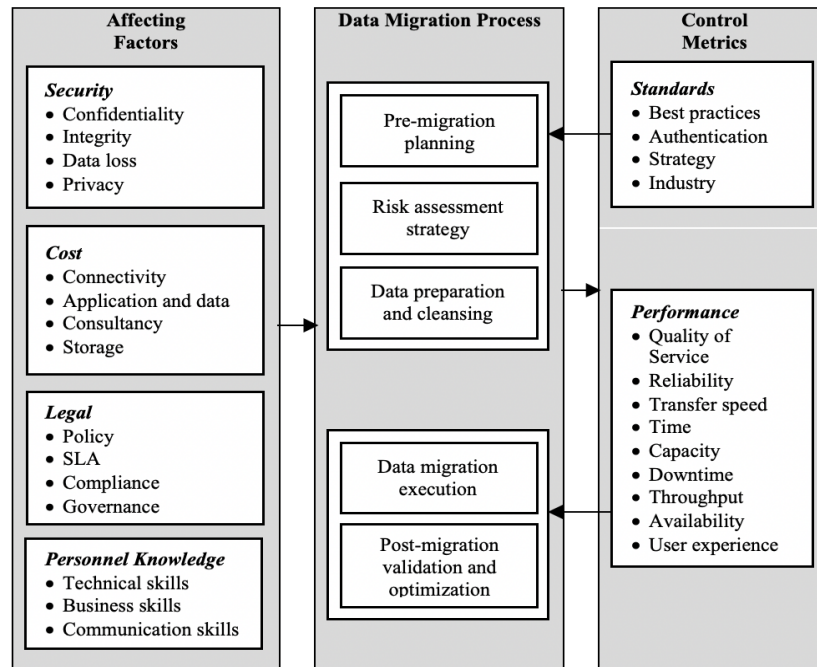 Affecting
Factors
Security
• Confidentiality
• Integrity
• Data loss
• Privacy
Cost
• Connectivity
• Application and data
• Consultancy
• Storage
Legal
• Policy
• SLA
• Compliance
• Governance
Personnel Knowledge
• Technical skills
• Business skills
• Communication skills
Data Migration Process
Pre-migration
planning
Risk assessment
strategy
Data preparation
and cleansing
Data migration
execution
Post-migration
validation and
optimization
Control
Metrics
Standards
• Best practices
• Authentication
• Strategy
• Industry
Performance
• Quality of
Service
• Reliability
• Transfer speed
• Time
• Capacity
• Downtime
• Throughput
• Availability
• User experience